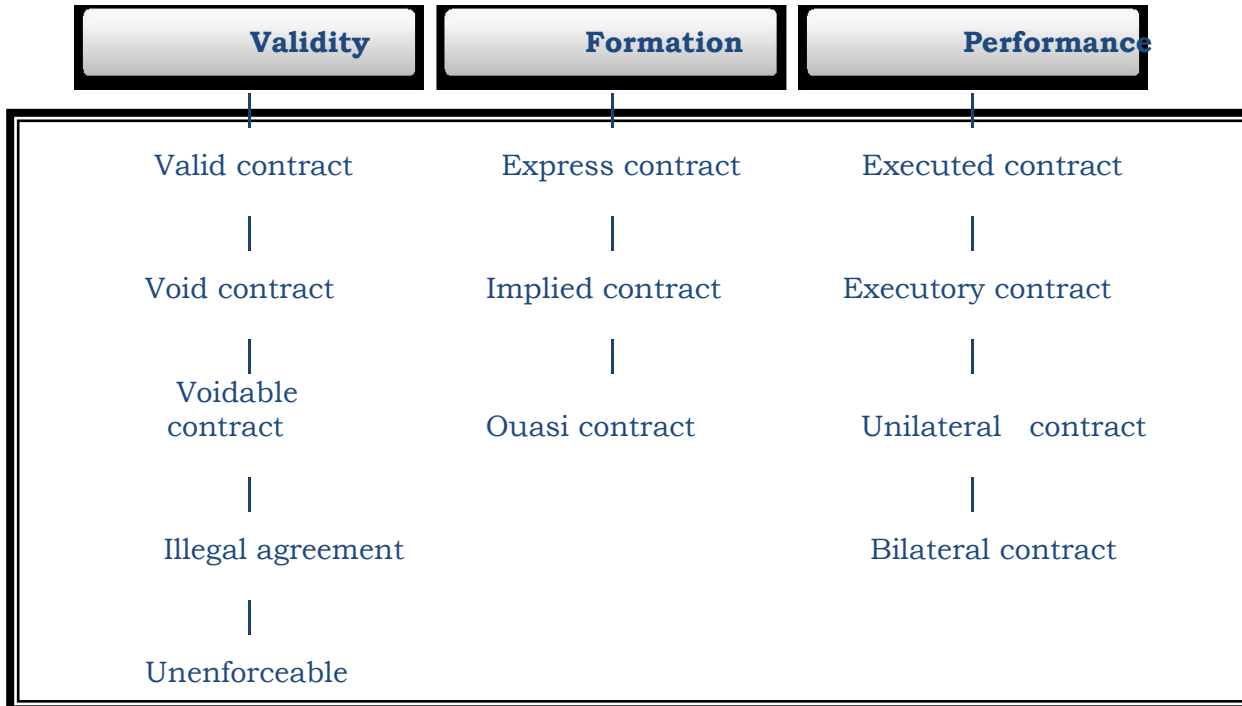 Validity
Formation
Performance
Valid contract
Express contract
Executed contract
Void contract
Implied contract
Executory contract
Voidable
contract
Ouasi contract
Unilateral contract
Illegal agreement
Bilateral contract
Unenforceable